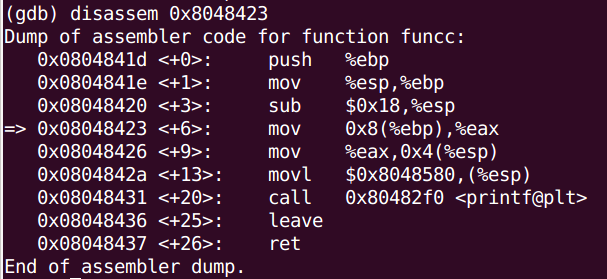 (gdb) disassem 0x8048423
Dump of assembler code for function funcc:
   0x0804841d <+0>:     push   %ebp
   0x0804841e <+1>:     mov    %esp,%ebp
   0x08048420 <+3>:     sub    $0x18,%esp
=> 0x08048423 <+6>:     mov    0x8(%ebp),%eax
   0x08048426 <+9>:     mov    %eax,0x4(%esp)
   0x0804842a <+13>:    movl   $0x8048580,(%esp)
   0x08048431 <+20>:    call   0x80482f0 <printf@plt>
   0x08048436 <+25>:    leave
   0x08048437 <+26>:    ret
End of assembler dump.